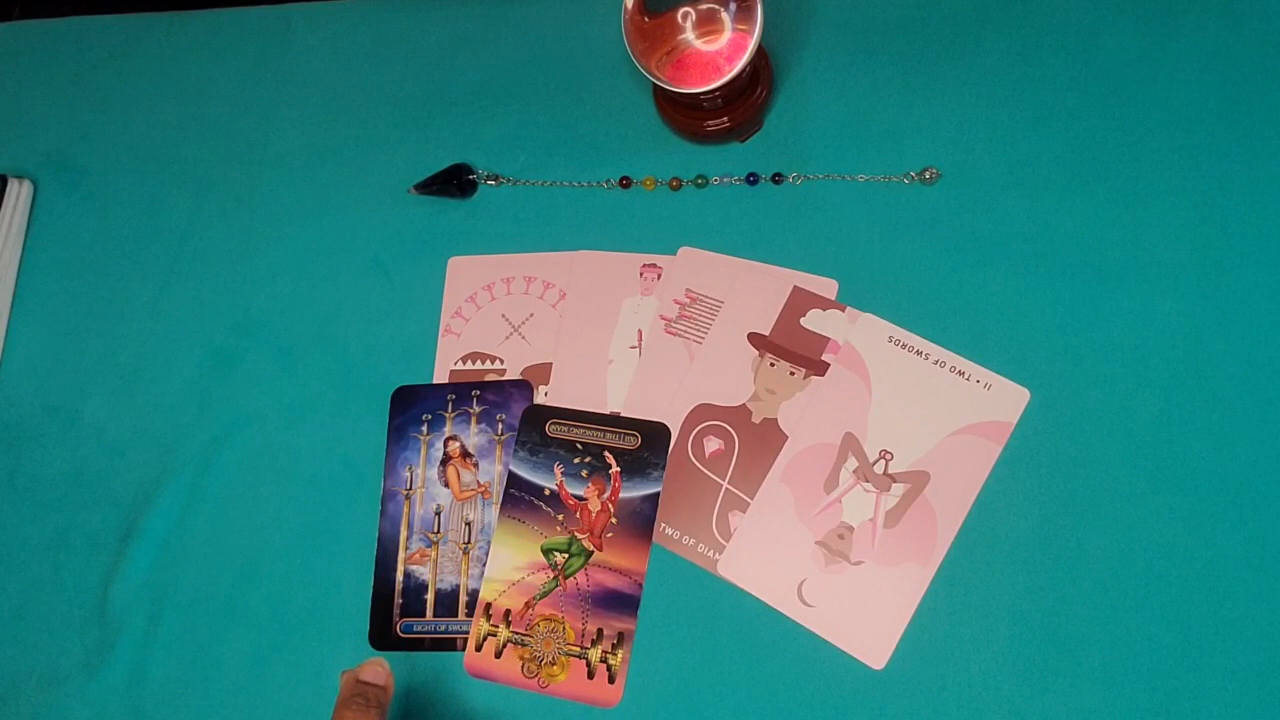 II • TWO OF SWORDS
XII | THE HANGING MAN
TWO OF DIAM
EIGHT OF SWOR